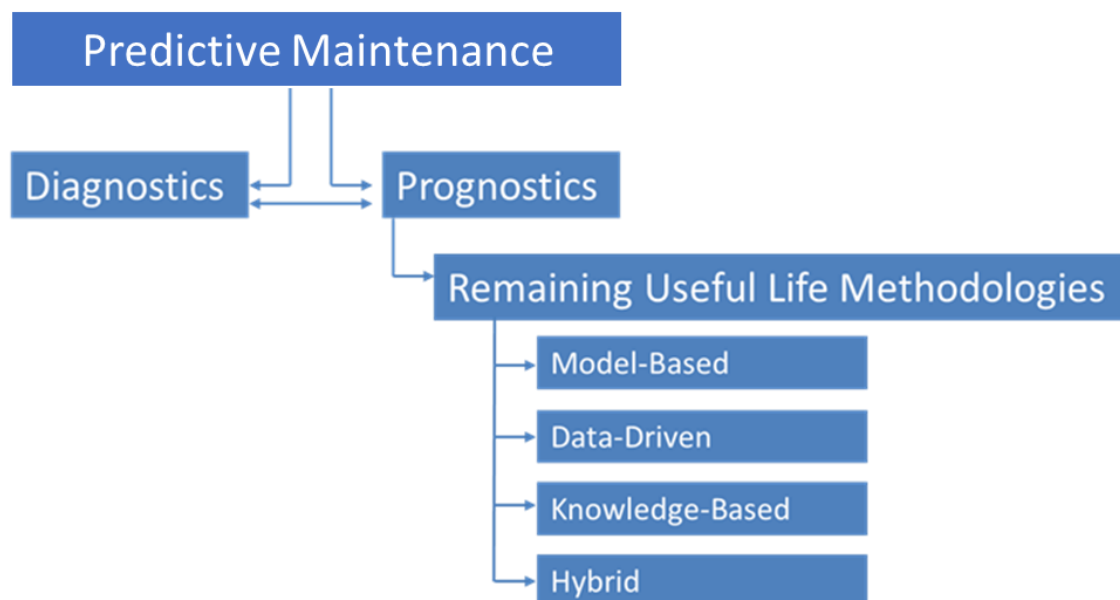 Predictive Maintenance
Diagnostics
Prognostics
Remaining Useful Life Methodologies
Model-Based
Data-Driven
Knowledge-Based
Hybrid